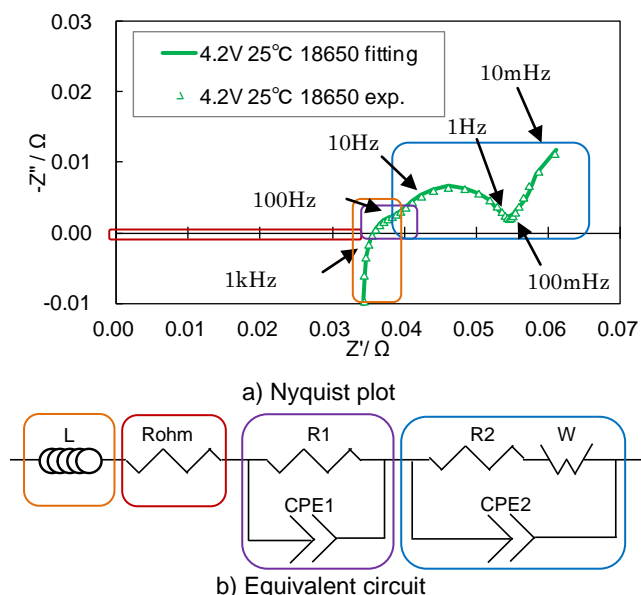 0.03
4.2V 25℃ 18650 fitting
4.2V 25℃ 18650 exp.
10mHz
0.02
1Hz
10Hz
0.01
100Hz
-Z"/ Ω
0.00
1kHz
100mHz
-0.01
0.00 0.01 0.02 0.03 0.04 0.05 0.06 0.07
Z'/ Ω
a) Nyquist plot
L Rohm R1 R2 W
CPE1 CPE2
b) Equivalent circuit